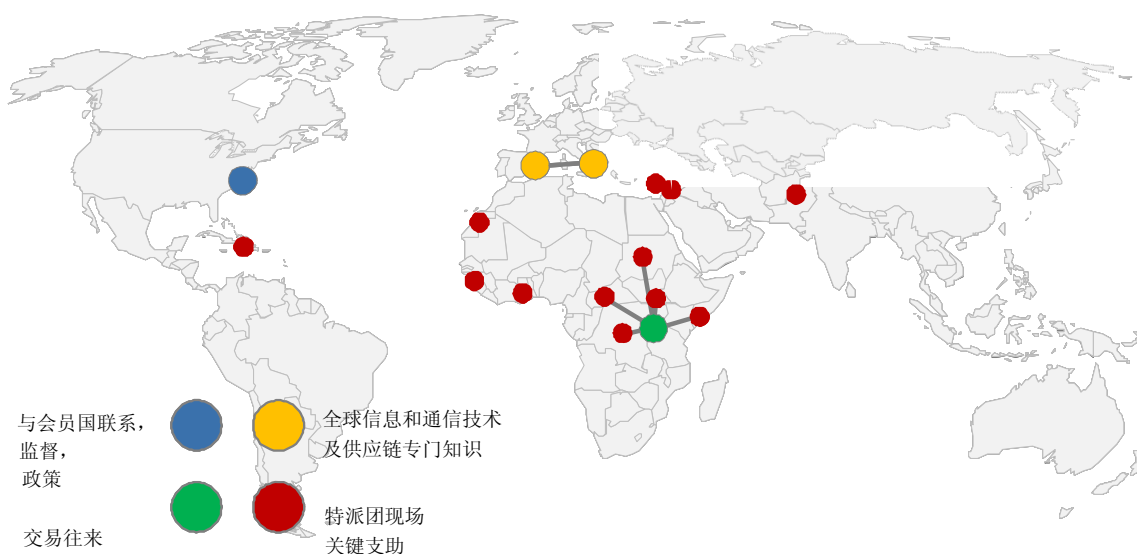 与会员国联系，
监督，
政策
全球信息和通信技术
及供应链专门知识
交易往来
特派团现场
关键支助